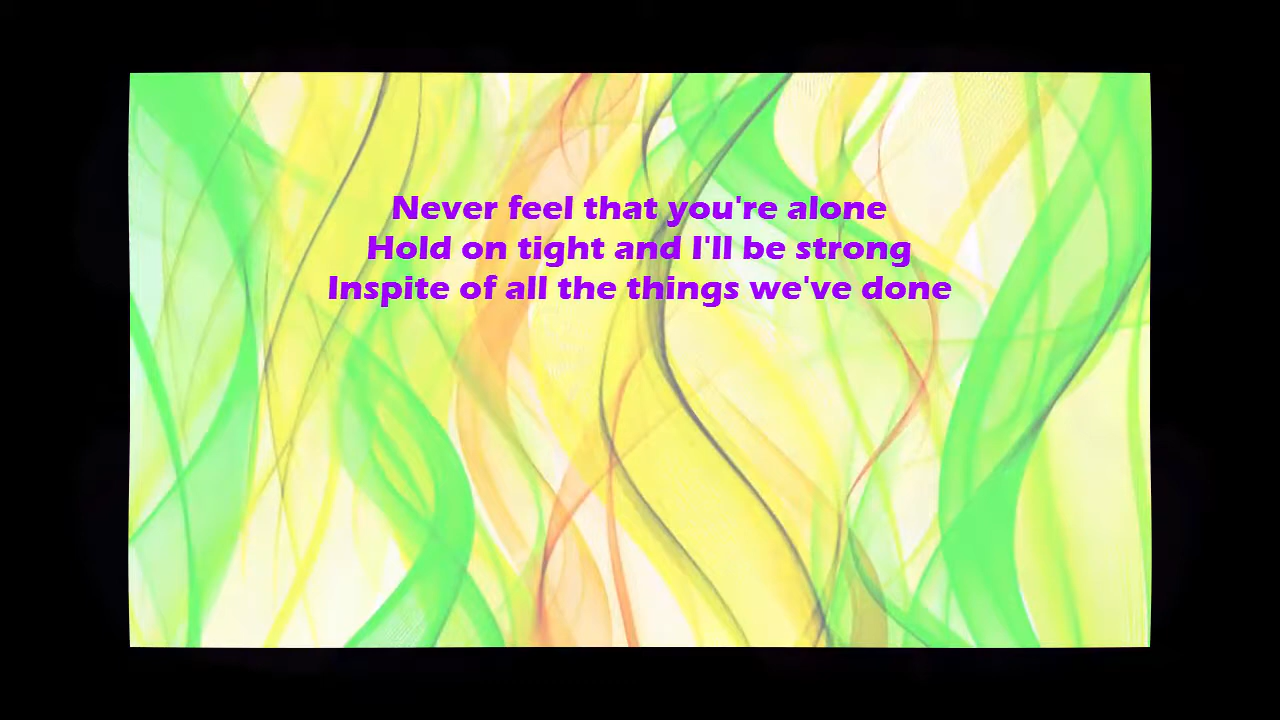 Never feel that you're alone
Hold on tight and I'll be strong
Inspite of all the things we've done